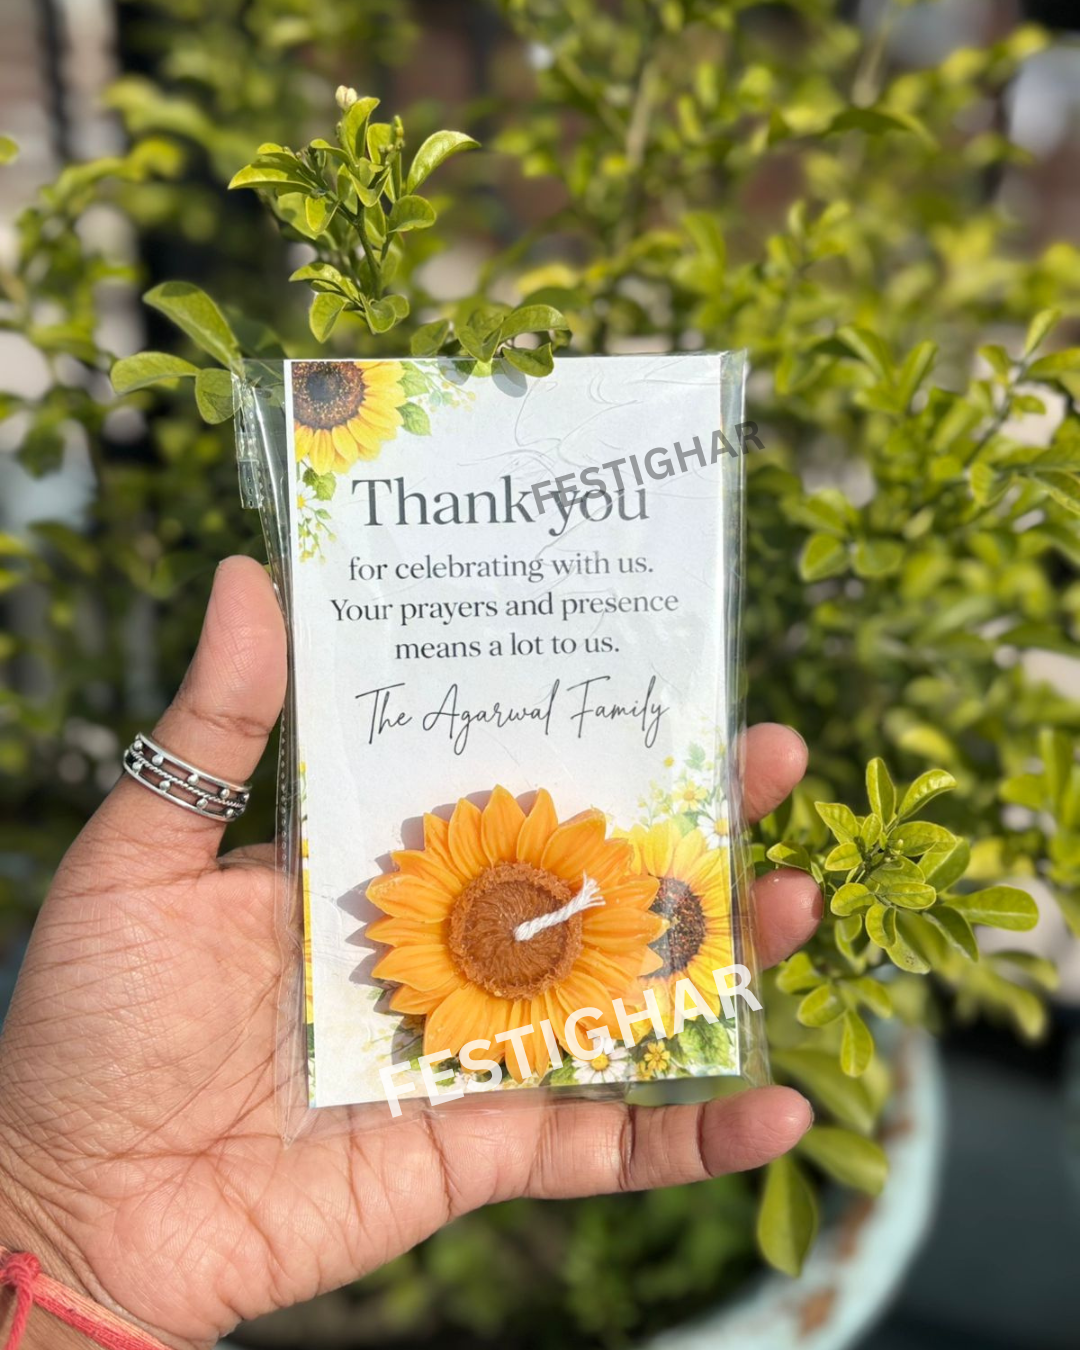 FESTIGHAR
Thank you
for celebrating with us.
Your prayers and presence
means a lot to us.
The Agarwal Family
FESTIGHAR